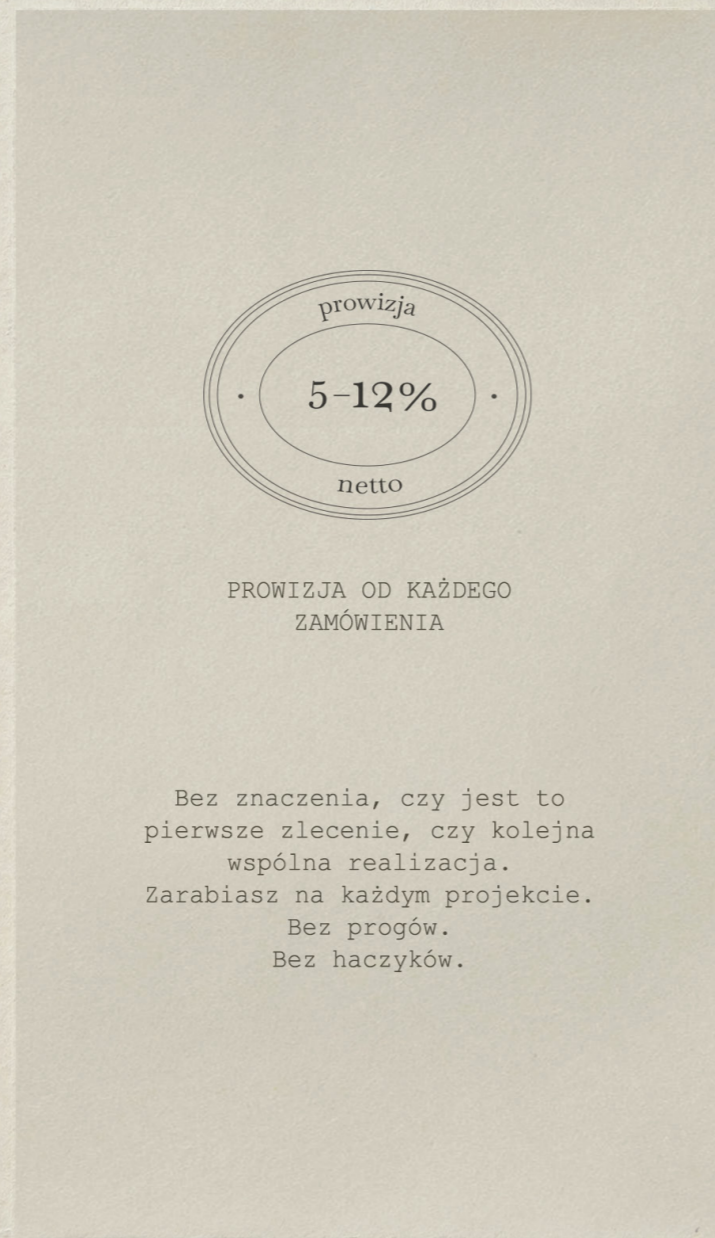 prowizja
5–12%
netto
PROWIZJA OD KAŻDEGO
ZAMÓWIENIA
Bez znaczenia, czy jest to
pierwsze zlecenie, czy kolejna
wspólna realizacja.
Zarabiasz na każdym projekcie.
Bez progów.
Bez haczyków.